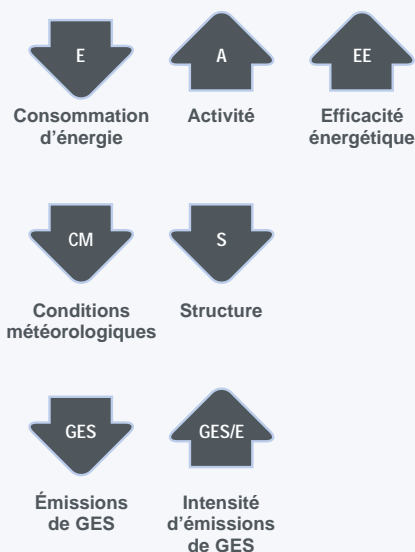 E
A
EE
Consommation
d'énergie
Activité
Efficacité
énergétique
CM
S
Conditions
météorologiques
Structure
GES
GES/E
Émissions
de GES
Intensité
d'émissions
de GES